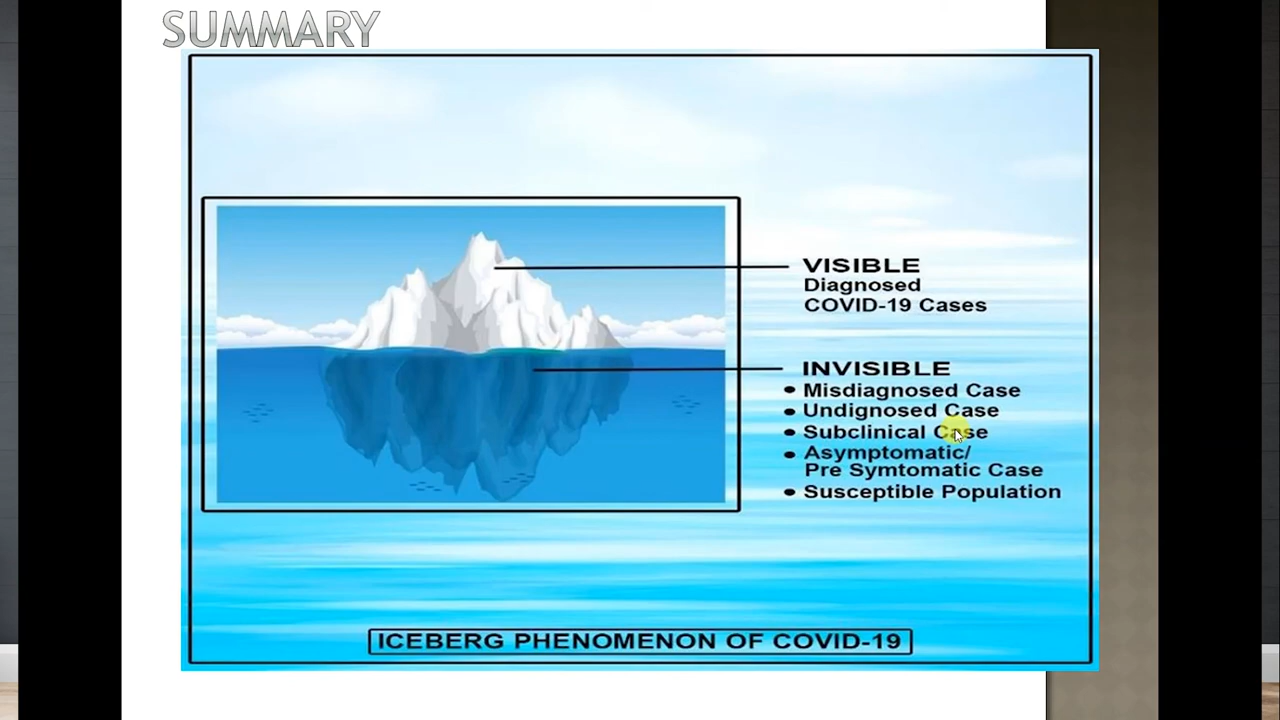 SUMMARY
VISIBLE
Diagnosed
COVID-19 Cases
INVISIBLE
• Misdiagnosed Case
• Undignosed Case
• Subclinical Case
• Asymptomatic/
Pre Symtomatic Case
• Susceptible Population
ICEBERG PHENOMENON OF COVID-19